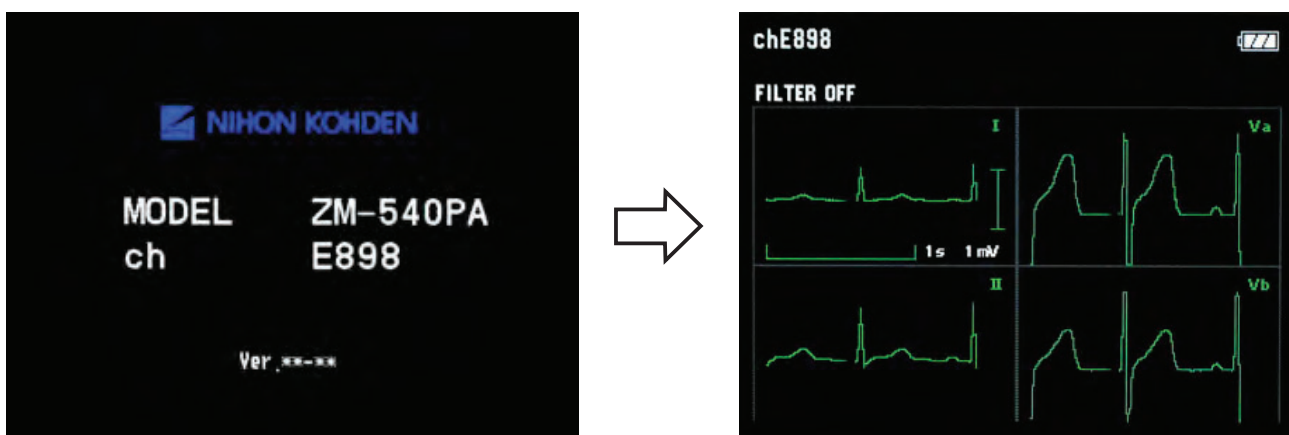 NIHON KOHDEN
MODEL ZM-540PA
ch E898
Ver.**-**
chE898
FILTER OFF
I
Va
1s 1mV
II
Vb